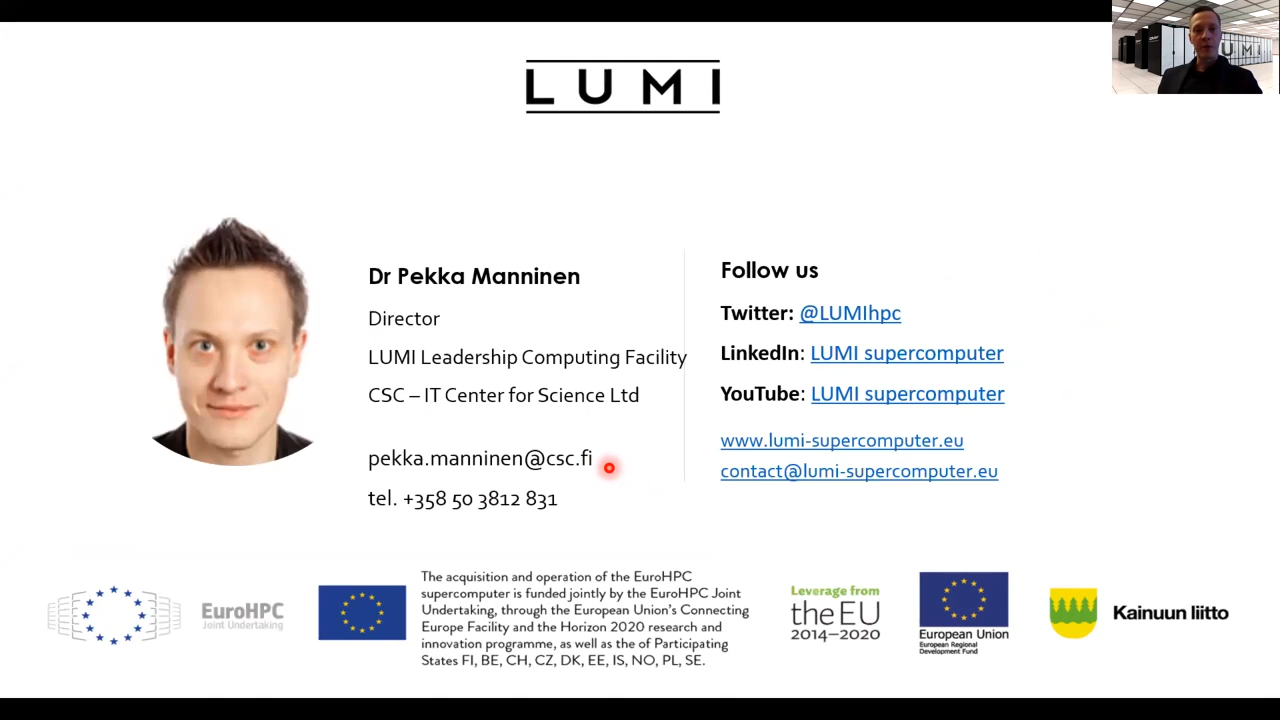 LUMI
Dr Pekka Manninen
Director
LUMI Leadership Computing Facility
CSC – IT Center for Science Ltd
pekka.manninen@csc.fi
tel. +358 50 3812 831
Follow us
Twitter: @LUMIhpc
LinkedIn: LUMI supercomputer
YouTube: LUMI supercomputer
www.lumi-supercomputer.eu
contact@lumi-supercomputer.eu
EuroHPC
Joint Undertaking
The acquisition and operation of the EuroHPC
supercomputer is funded jointly by the EuroHPC Joint
Undertaking, through the European Union's Connecting
Europe Facility and the Horizon 2020 research and
innovation programme, as well as the of Participating
States FI, BE, CH, CZ, DK, EE, IS, NO, PL, SE.
Leverage from
the EU
2014–2020
European Union
European Regional
Development Fund
Kainuun liitto